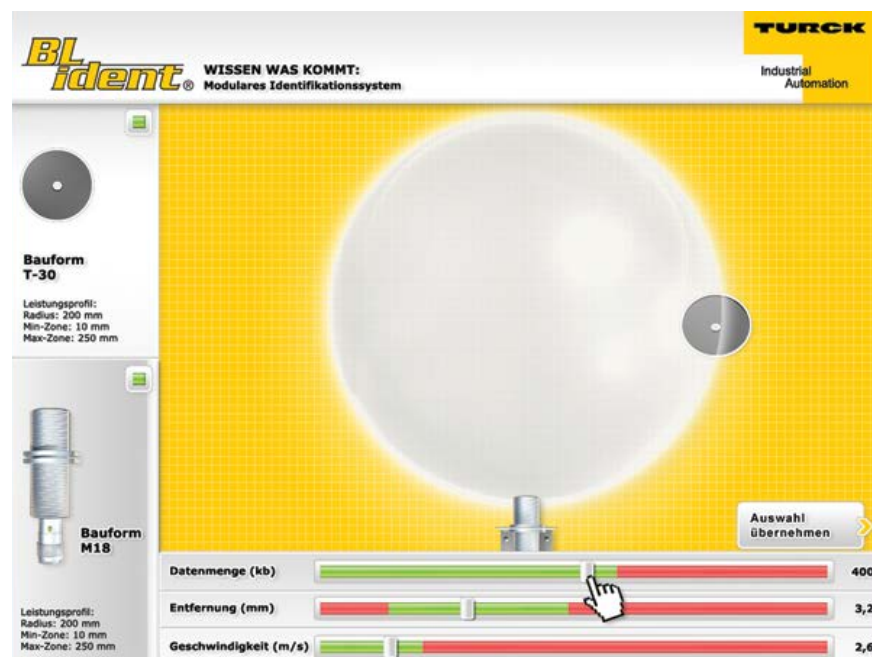 TURCK
Industrial
Automation
BL
ident®
WISSEN WAS KOMMT:
Modulares Identifikationssystem
Bauform
T-30
Leistungsprofil:
Radius: 200 mm
Min-Zone: 10 mm
Max-Zone: 250 mm
Bauform
M18
Leistungsprofil:
Radius: 200 mm
Min-Zone: 10 mm
Max-Zone: 250 mm
Auswahl
übernehmen
Datenmenge (kb)
400
Entfernung (mm)
3,2
Geschwindigkeit (m/s)
2,6